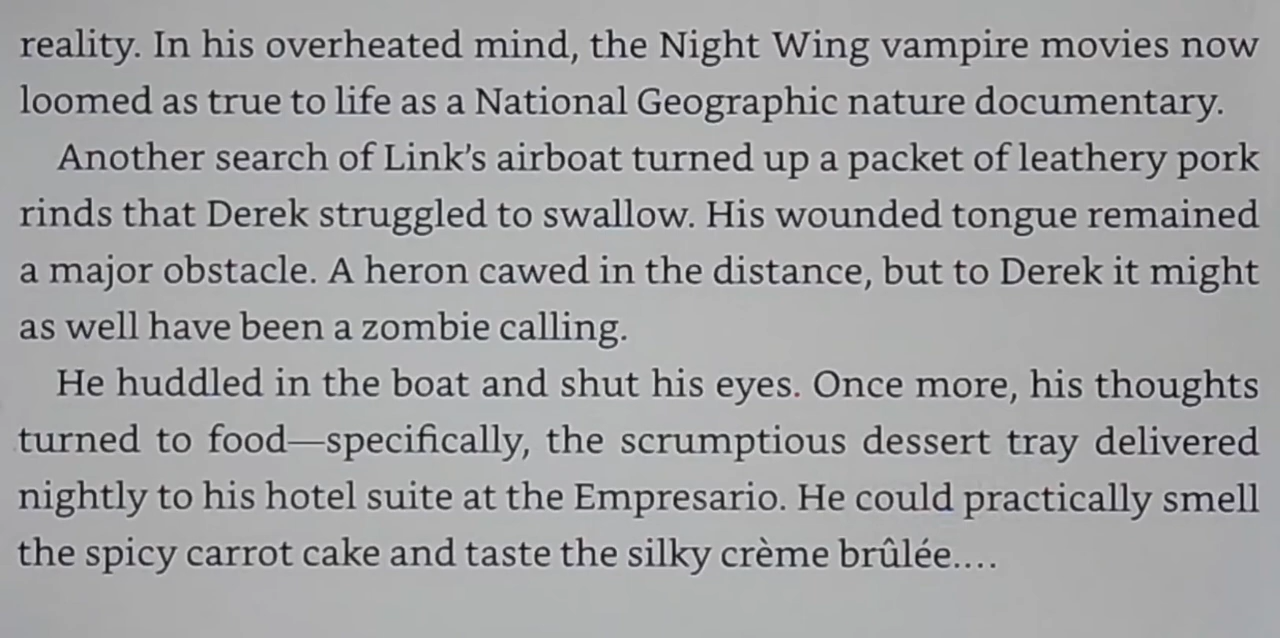 reality. In his overheated mind, the Night Wing vampire movies now
loomed as true to life as a National Geographic nature documentary.
Another search of Link’s airboat turned up a packet of leathery pork
rinds that Derek struggled to swallow. His wounded tongue remained
a major obstacle. A heron cawed in the distance, but to Derek it might
as well have been a zombie calling.
He huddled in the boat and shut his eyes. Once more, his thoughts
turned to food—specifically, the scrumptious dessert tray delivered
nightly to his hotel suite at the Empresario. He could practically smell
the spicy carrot cake and taste the silky crème brûlée....